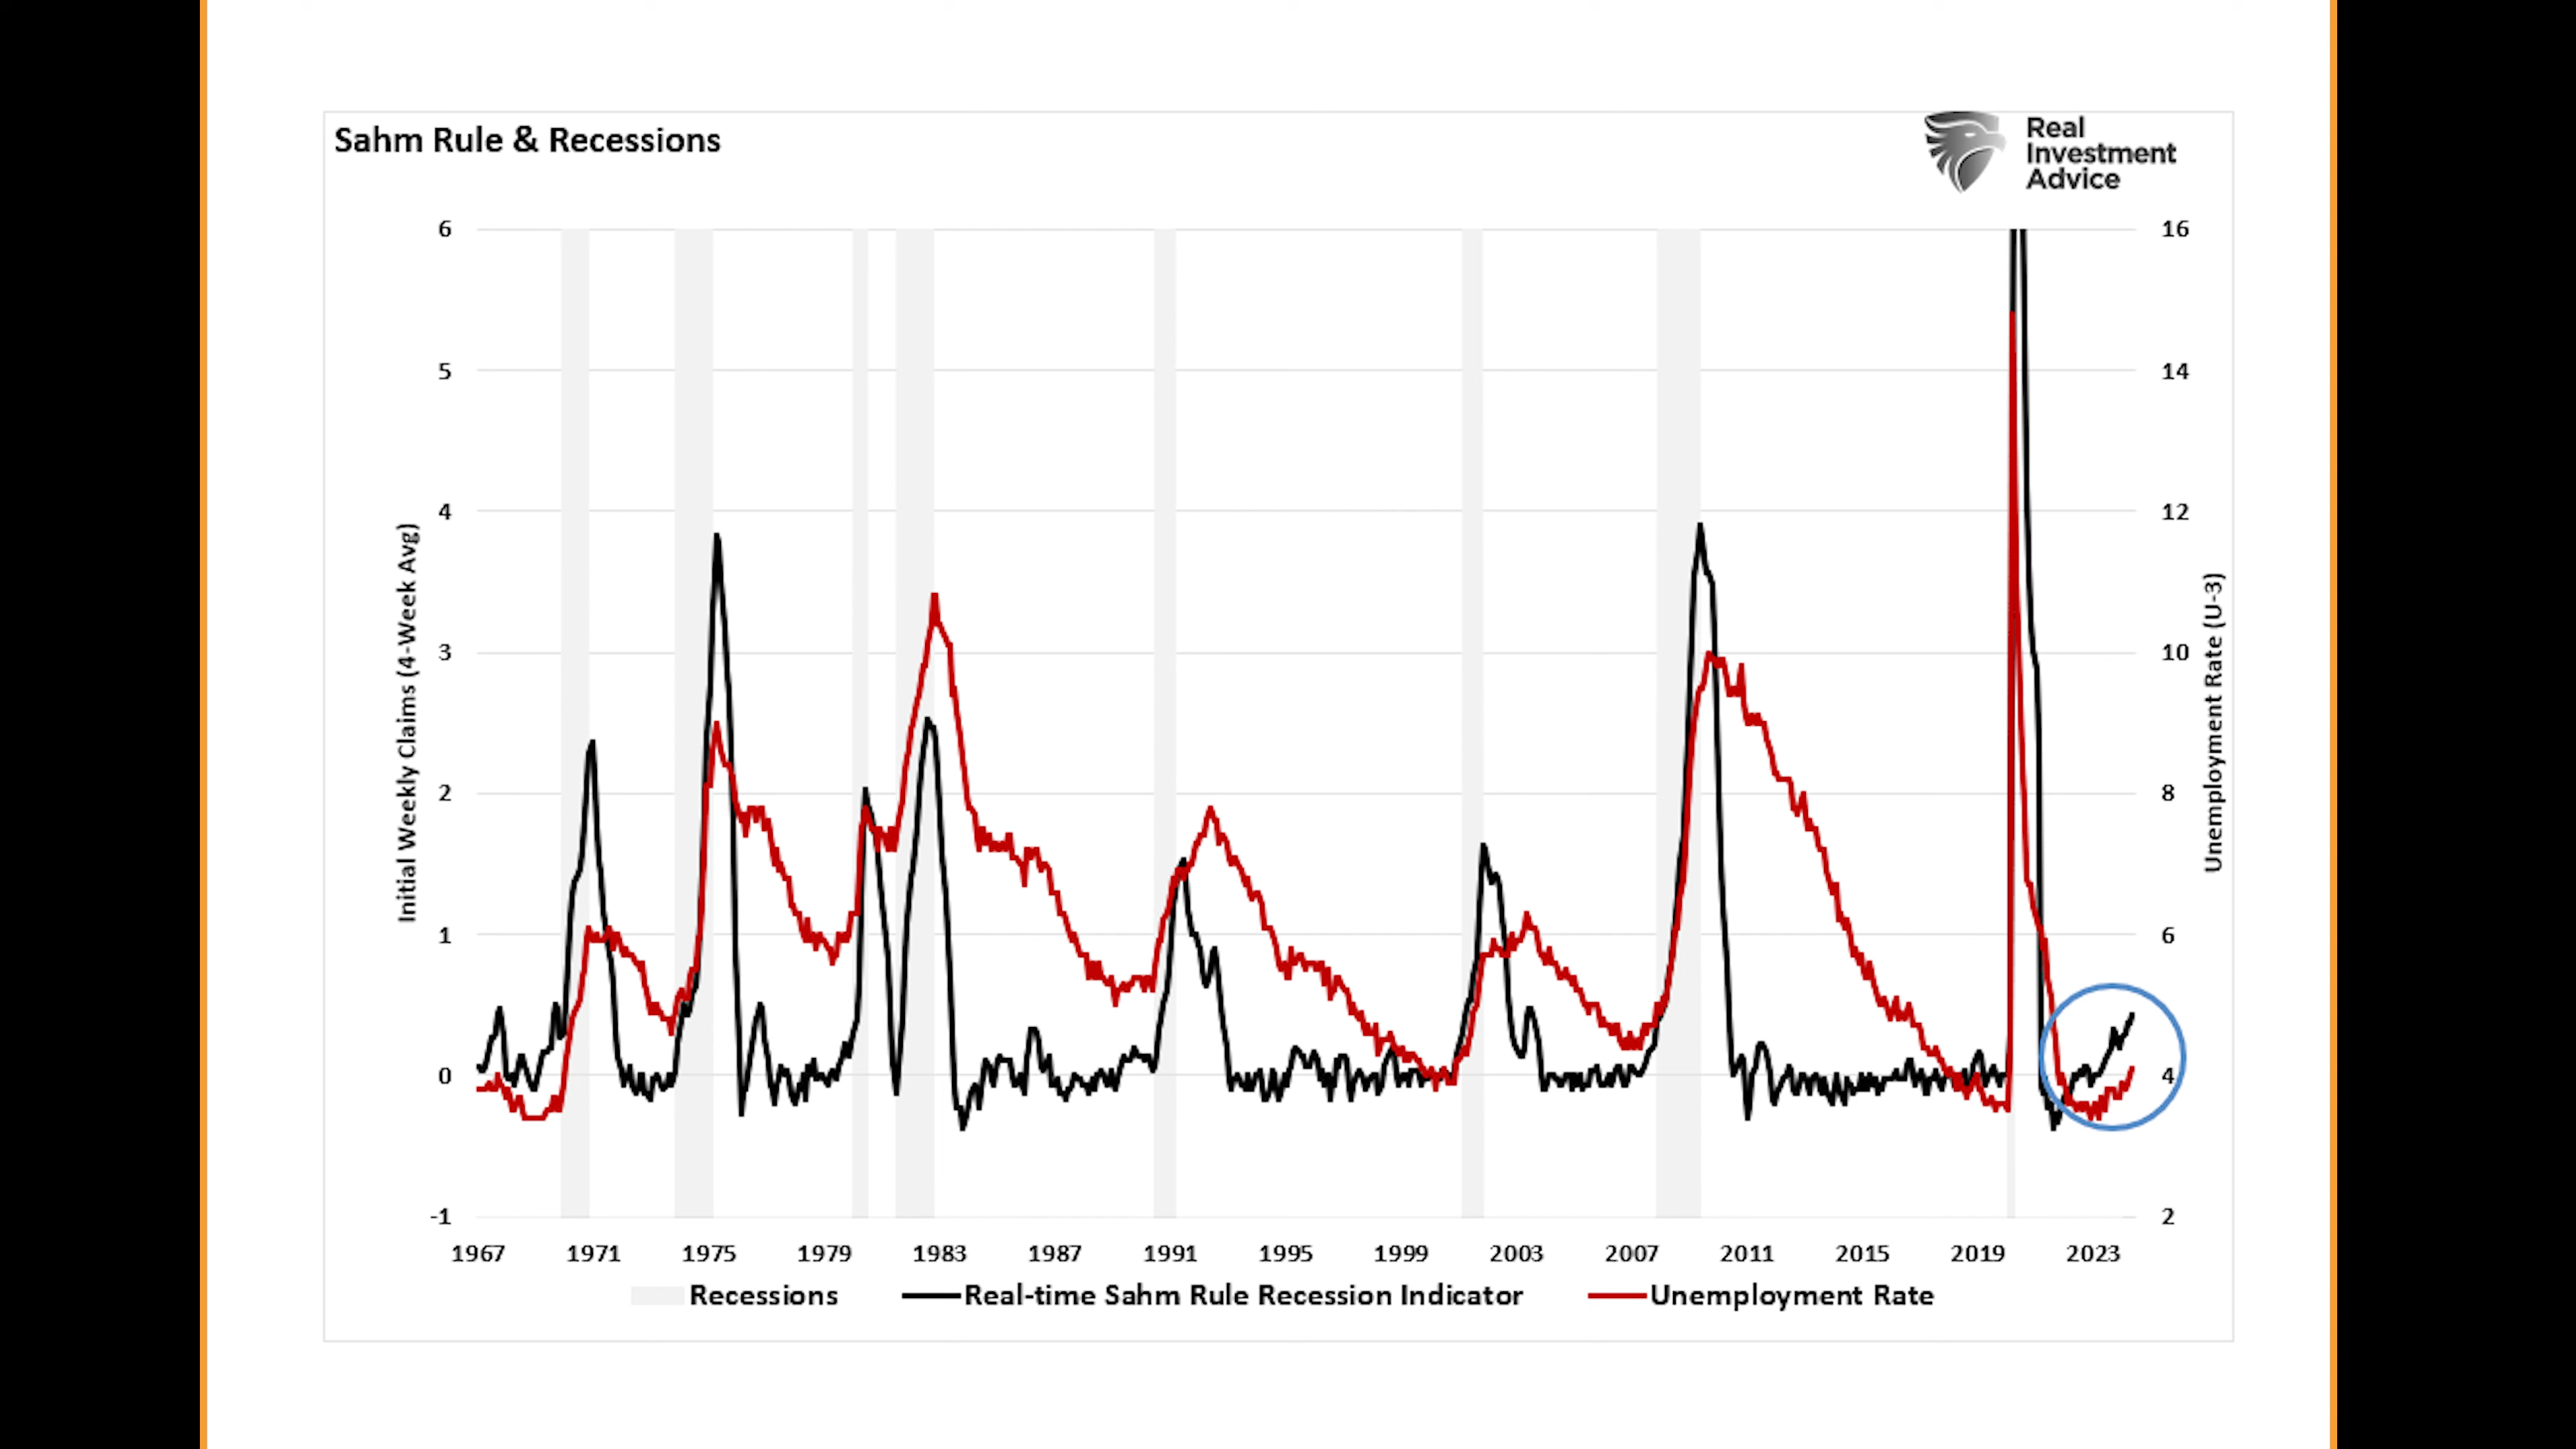 Sahm Rule & Recessions
Real
Investment
Advice
6
5
4
3
2
1
0
-1
Initial Weekly Claims (4-Week Avg)
16
14
12
10
8
6
4
2
Unemployment Rate (U-3)
1967 1971 1975 1979 1983 1987 1991 1995 1999 2003 2007 2011 2015 2019 2023
Recessions Real-time Sahm Rule Recession Indicator Unemployment Rate